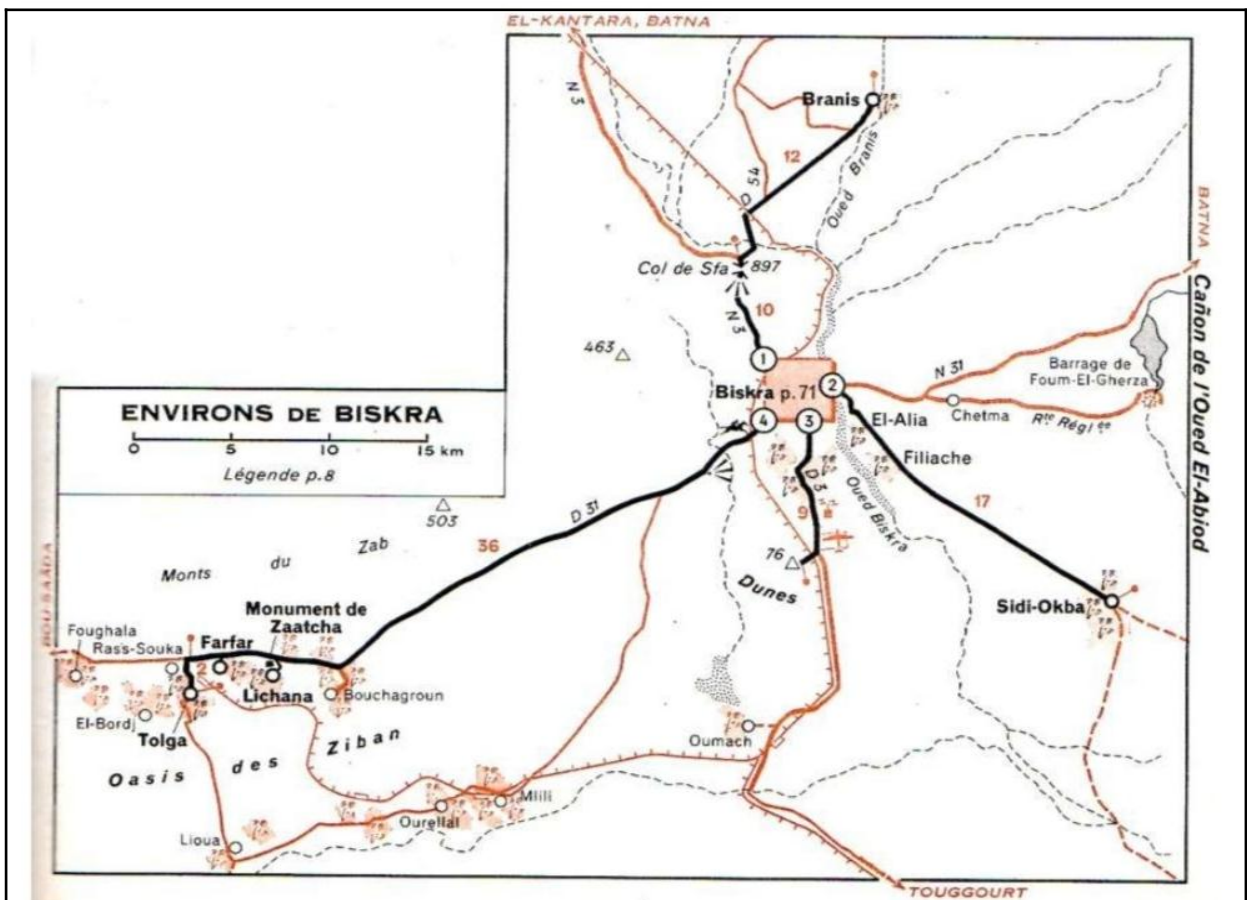 EL-KANTARA, BATNA
N 3
Branis
12
D 54
Oued Branis
BATNA
Col de Sfa
897
10
N 3
463
1
Biskra p. 71
2
4
3
N 31
Barrage de
Foum-El-Gherza
El-Alia
Chetma
Rte Réglée
Cañon de l'Oued El-Abiod
Filiache
ENVIRONS DE BISKRA
0 5 10 15 km
Légende p. 8
503
D 31
D 3
9
Oued Biskra
17
36
76
Dunes
Sidi-Okba
Monts du Zab
BOU SAÂDA
Monument de
Zaatcha
Foughala
Rass-Souka
Farfar
2
Lichana
Bouchagroun
El-Bordj
Tolga
Oasis des Ziban
Oumach
Mlili
Ourellal
Lioua
TOUGGOURT